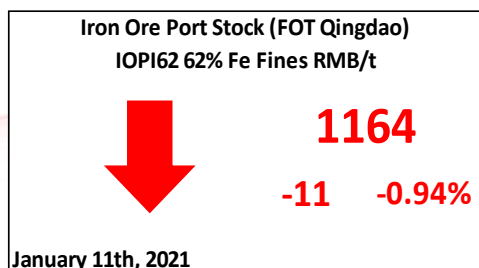 Iron Ore Port Stock (FOT Qingdao)
IOPI62 62% Fe Fines RMB/t
1164
-11 -0.94%
January 11th, 2021